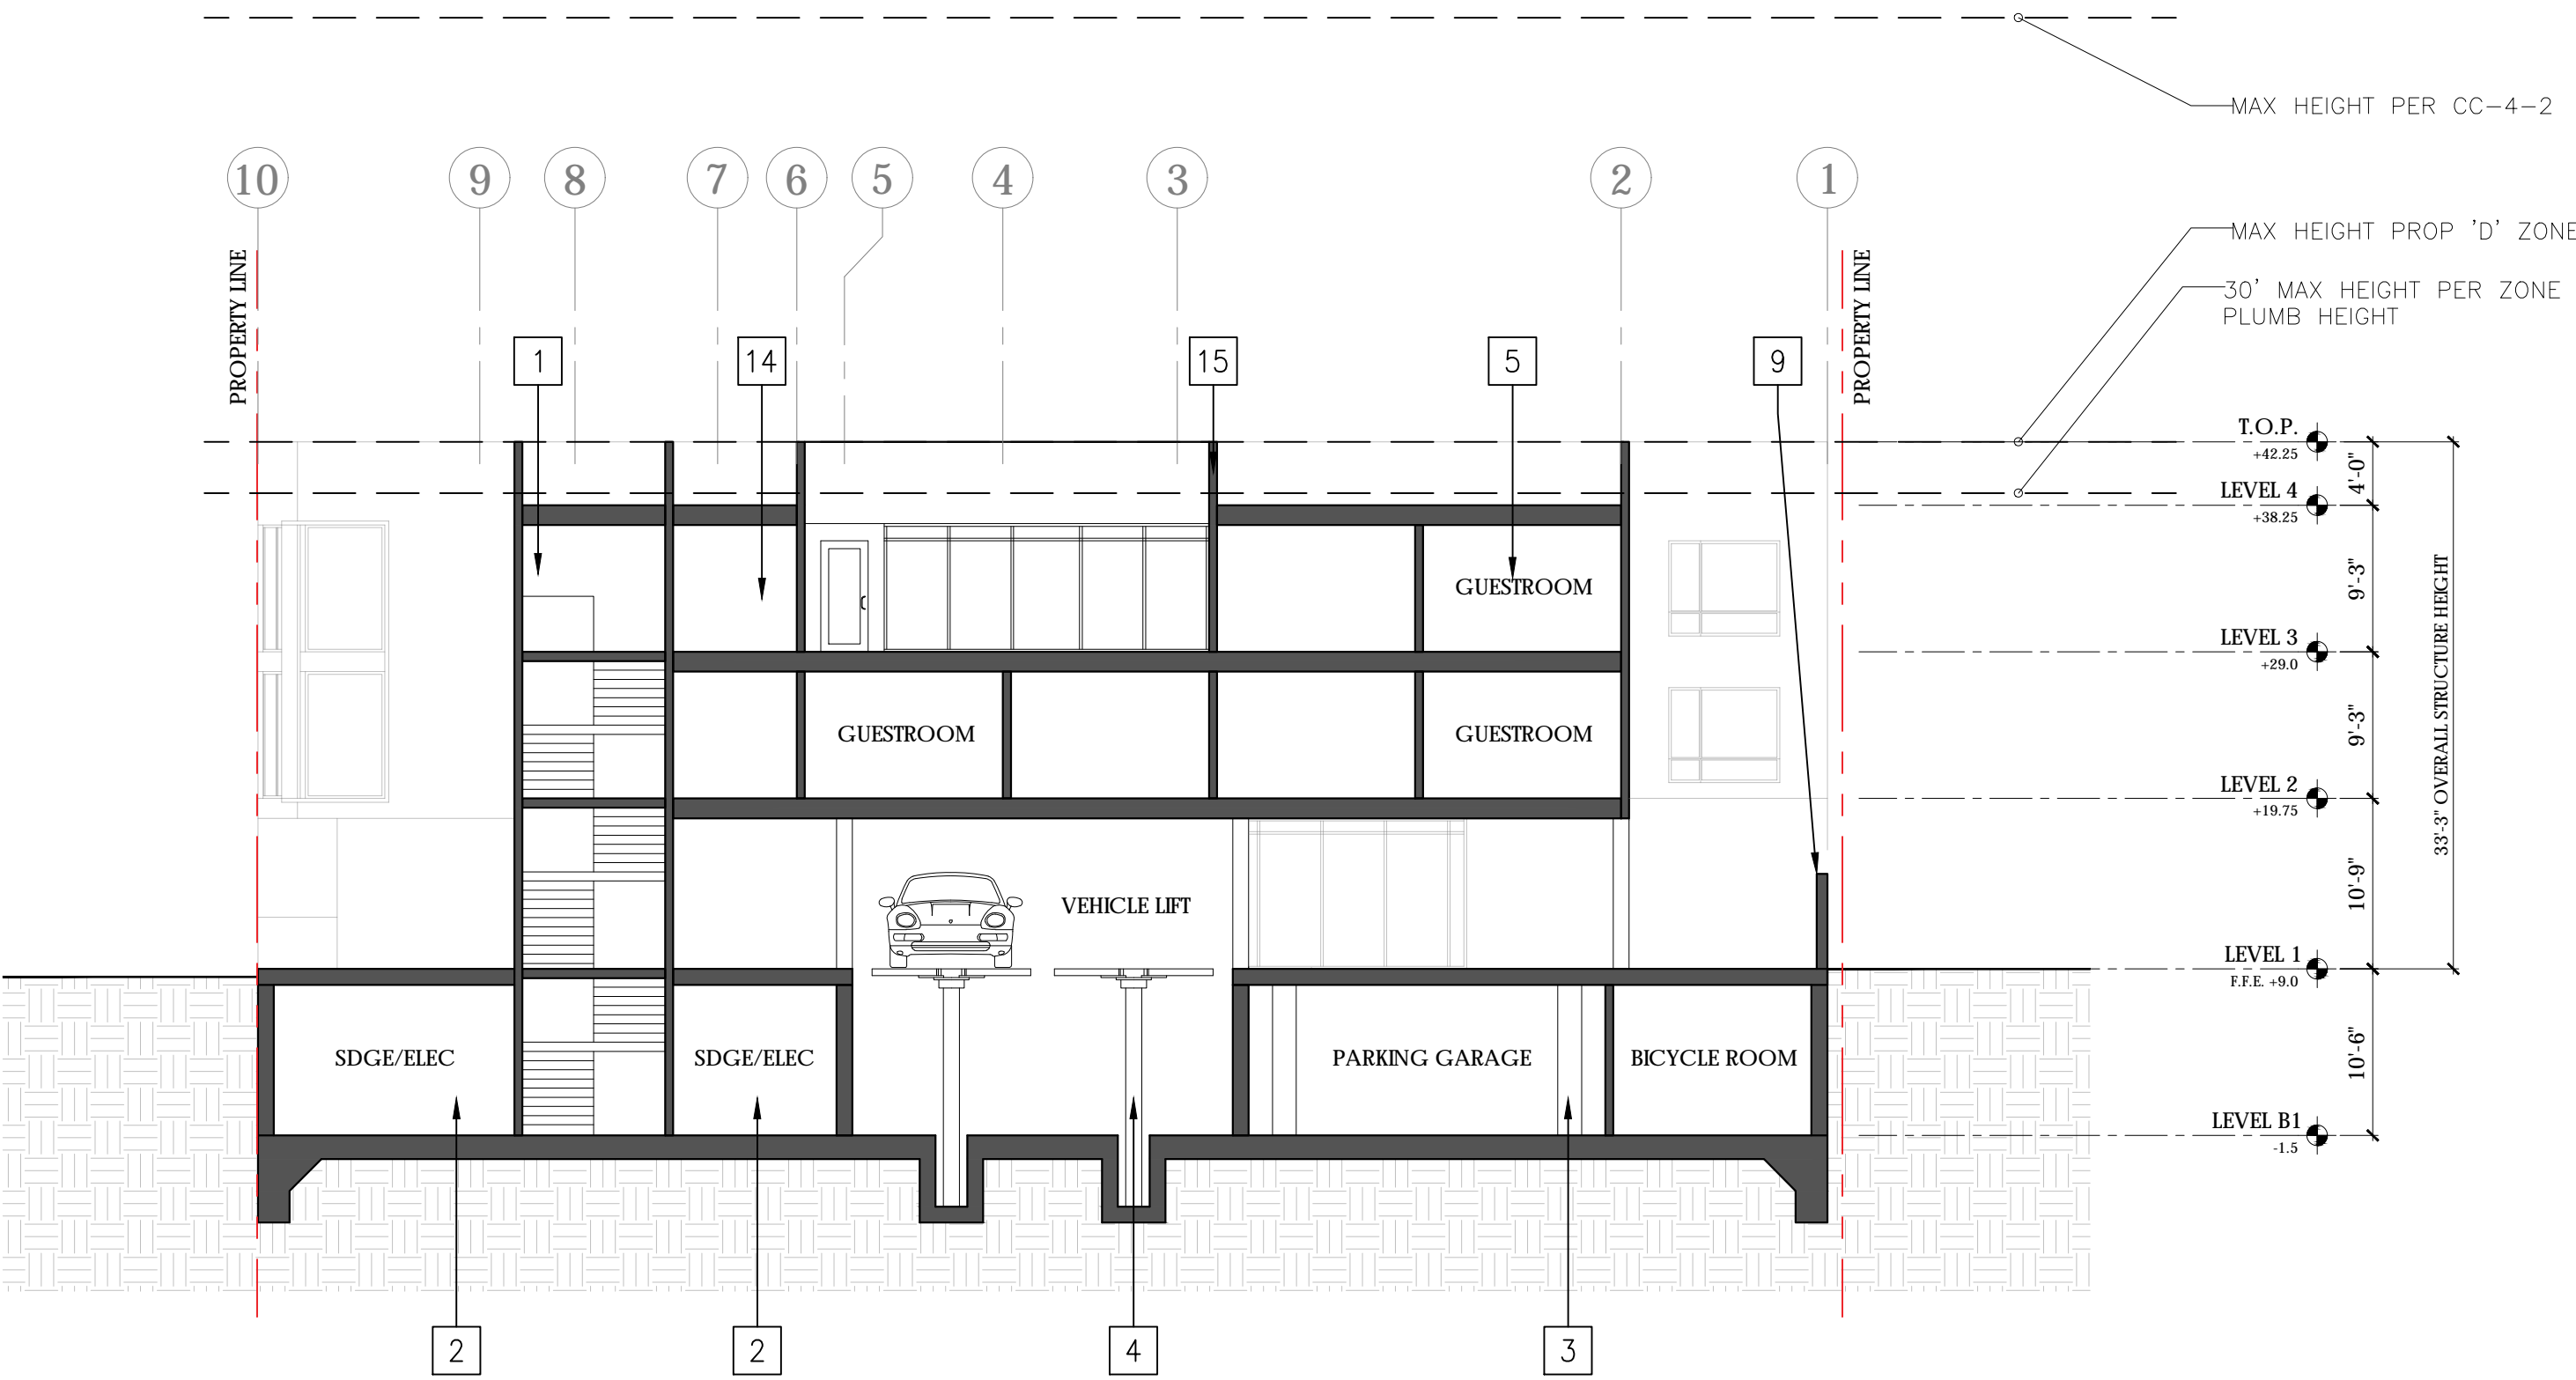 MAX HEIGHT PER CC-4-2
10 9 8 7 6 5 4 3 2 1
MAX HEIGHT PROP 'D' ZONE
30' MAX HEIGHT PER ZONE
PLUMB HEIGHT
PROPERTY LINE
PROPERTY LINE
1 14 15 5 9
T.O.P.
+42.25
4'-0"
LEVEL 4
+38.25
9'-3"
GUESTROOM
LEVEL 3
+29.0
33'-3" OVERALL STRUCTURE HEIGHT
GUESTROOM
GUESTROOM
9'-3"
LEVEL 2
+19.75
VEHICLE LIFT
10'-9"
LEVEL 1
F.F.E. +9.0
SDGE/ELEC
SDGE/ELEC
PARKING GARAGE
BICYCLE ROOM
10'-6"
LEVEL B1
-1.5
2 2 4 3